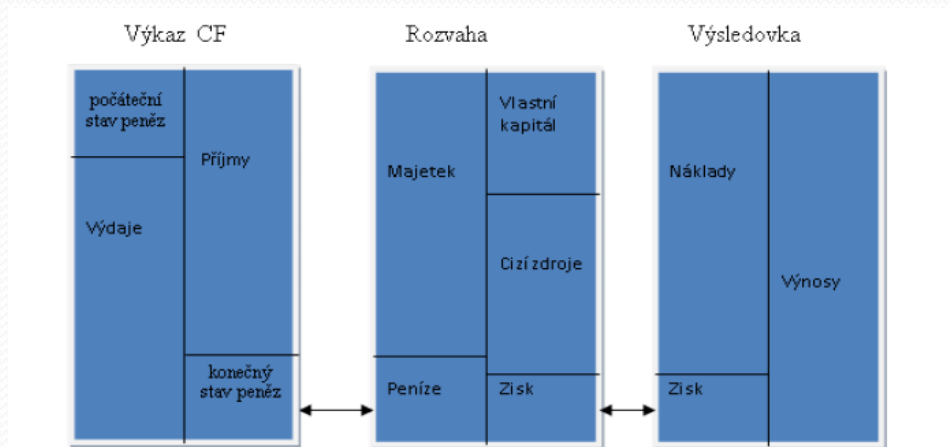 Výkaz CF
počáteční
stav peněz
Příjmy
Výdaje
konečný
stav peněz
Rozvaha
Vlastní
kapitál
Majetek
Cizí zdroje
Peníze
Zisk
Výsledovka
Náklady
Výnosy
Zisk